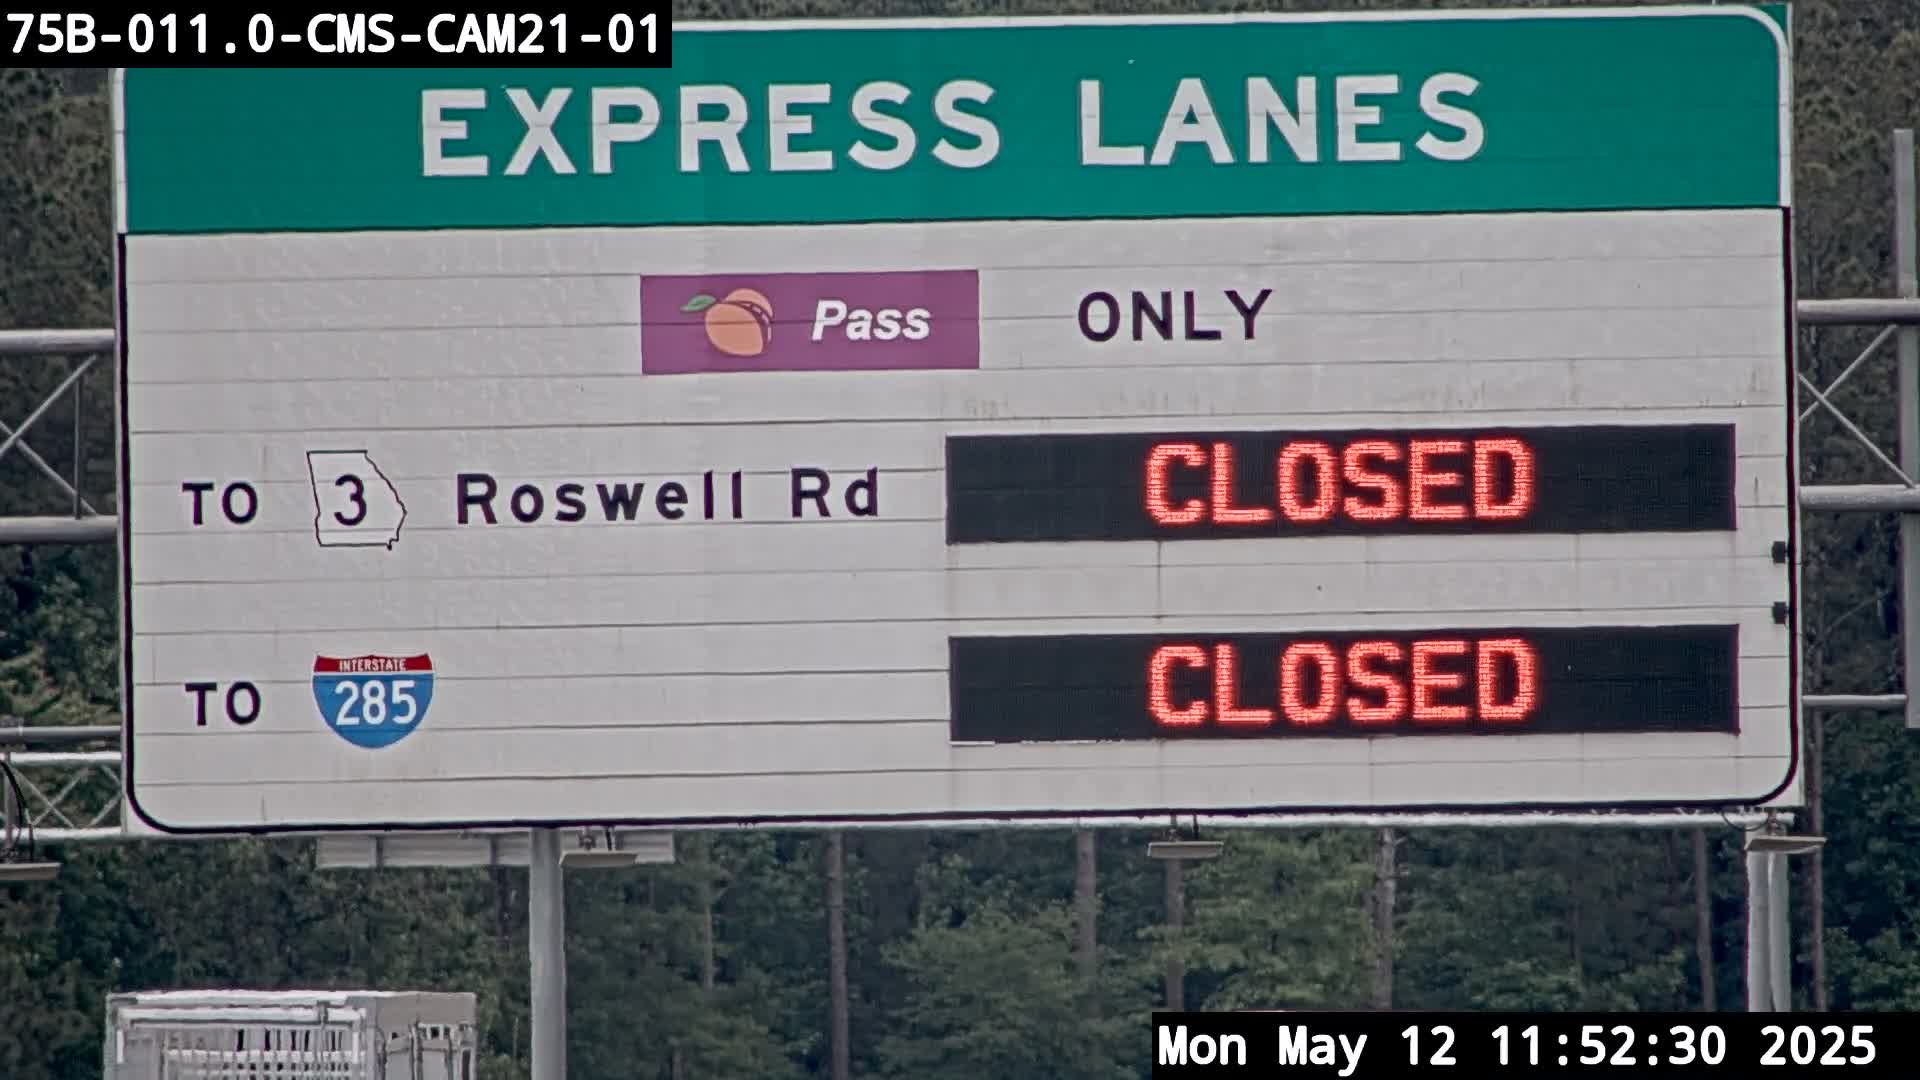 75B-011.0-CMS-CAM21-01
EXPRESS LANES
Pass ONLY
TO 3 Roswell Rd CLOSED
TO INTERSTATE 285 CLOSED
Mon May 12 11:52:30 2025